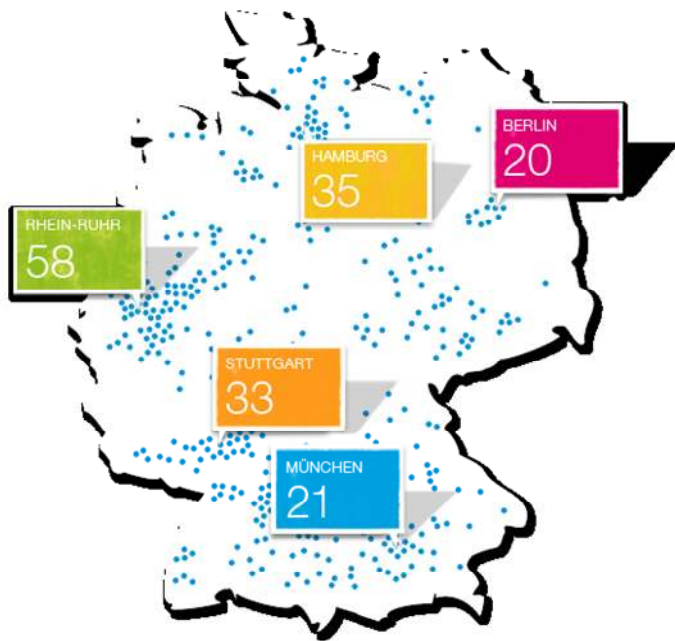 BERLIN
20
HAMBURG
35
RHEIN-RUHR
58
STUTTGART
33
MÜNCHEN
21